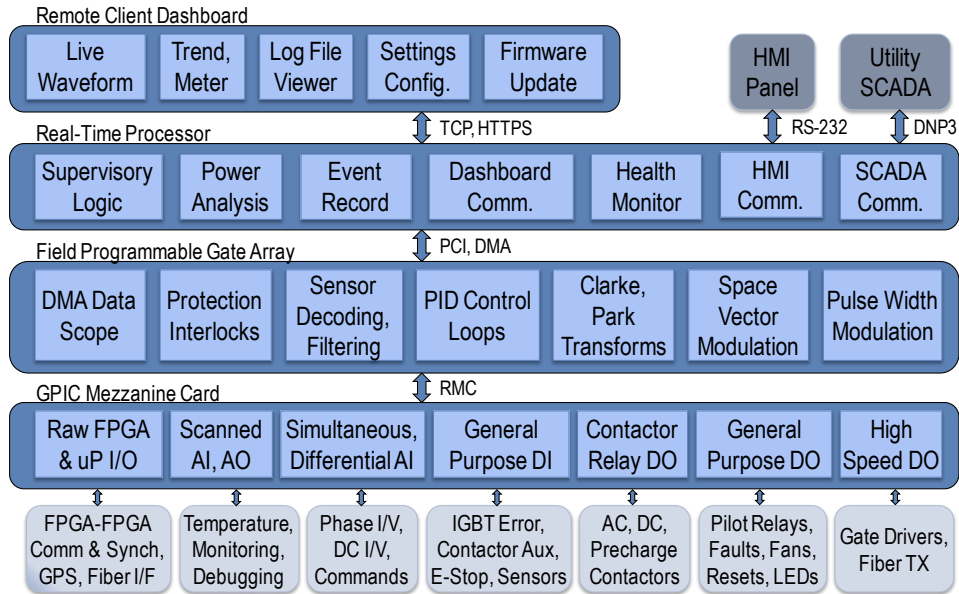 Remote Client Dashboard
Live Waveform
Trend, Meter
Log File Viewer
Settings Config.
Firmware Update
HMI Panel
Utility SCADA
TCP, HTTPS
RS-232
DNP3
Real-Time Processor
Supervisory Logic
Power Analysis
Event Record
Dashboard Comm.
Health Monitor
HMI Comm.
SCADA Comm.
PCI, DMA
Field Programmable Gate Array
DMA Data Scope
Protection Interlocks
Sensor Decoding, Filtering
PID Control Loops
Clarke, Park Transforms
Space Vector Modulation
Pulse Width Modulation
RMC
GPIC Mezzanine Card
Raw FPGA & uP I/O
Scanned AI, AO
Simultaneous, Differential AI
General Purpose DI
Contactor Relay DO
General Purpose DO
High Speed DO
FPGA-FPGA Comm & Synch, GPS, Fiber I/F
Temperature, Monitoring, Debugging
Phase I/V, DC I/V, Commands
IGBT Error, Contactor Aux, E-Stop, Sensors
AC, DC, Precharge Contactors
Pilot Relays, Faults, Fans, Resets, LEDs
Gate Drivers, Fiber TX